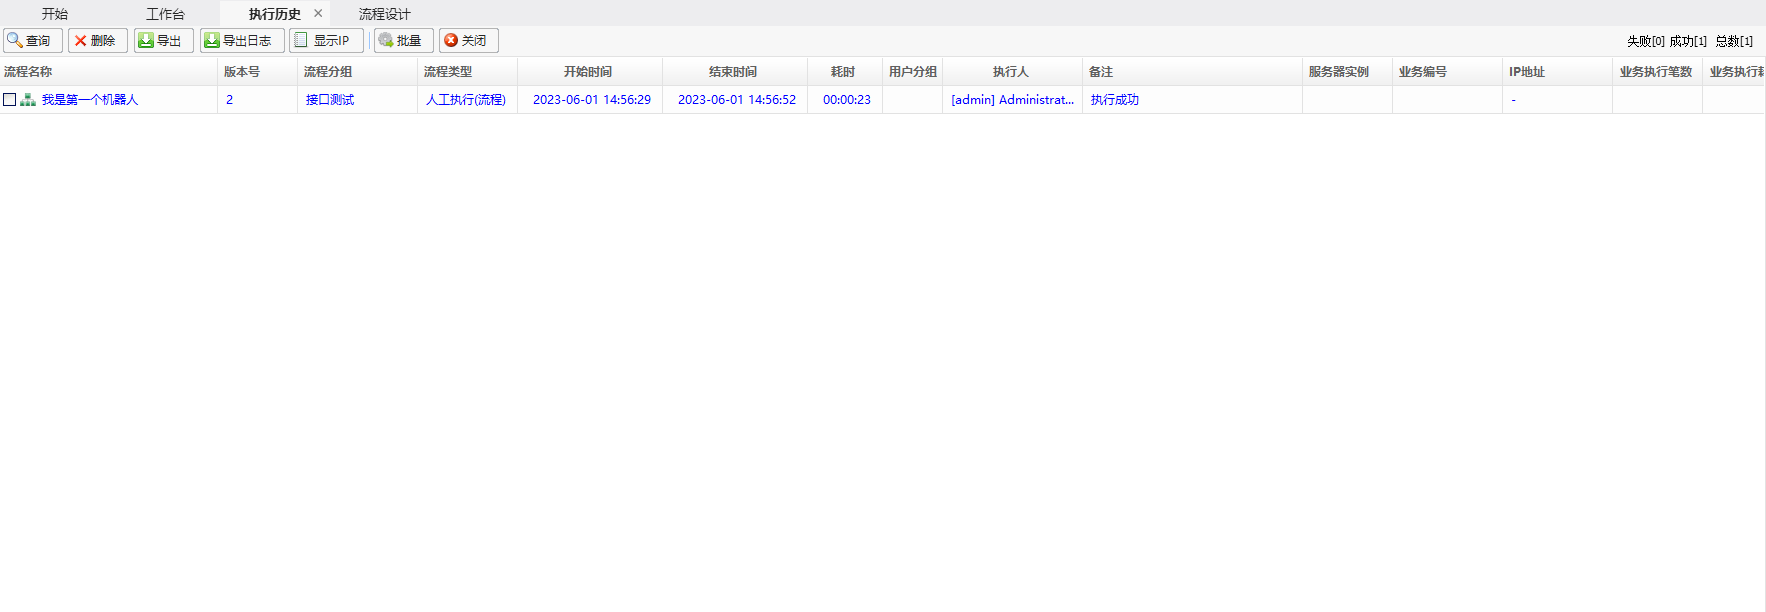 开始 工作台 执行历史 × 流程设计
查询 删除 导出 导出日志 显示IP 批量 关闭 失败[0] 成功[1] 总数[1]
流程名称 版本号 流程分组 流程类型 开始时间 结束时间 耗时 用户分组 执行人 备注 服务器实例 业务编号 IP地址 业务执行笔数 业务执行
我是第一个机器人 2 接口测试 人工执行(流程) 2023-06-01 14:56:29 2023-06-01 14:56:52 00:00:23 [admin] Administrat... 执行成功 -